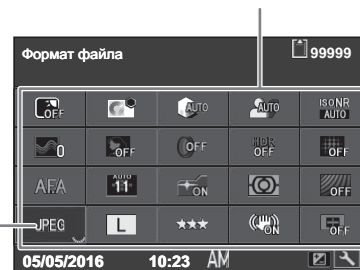 Формат файла 99999
OFF AUTO AUTO ISO NR AUTO
0 OFF OFF HDR OFF OFF
AF.A AUTO 11 ON OFF
JPEG L ★★★ ON OFF
05/05/2016 10:23 AM